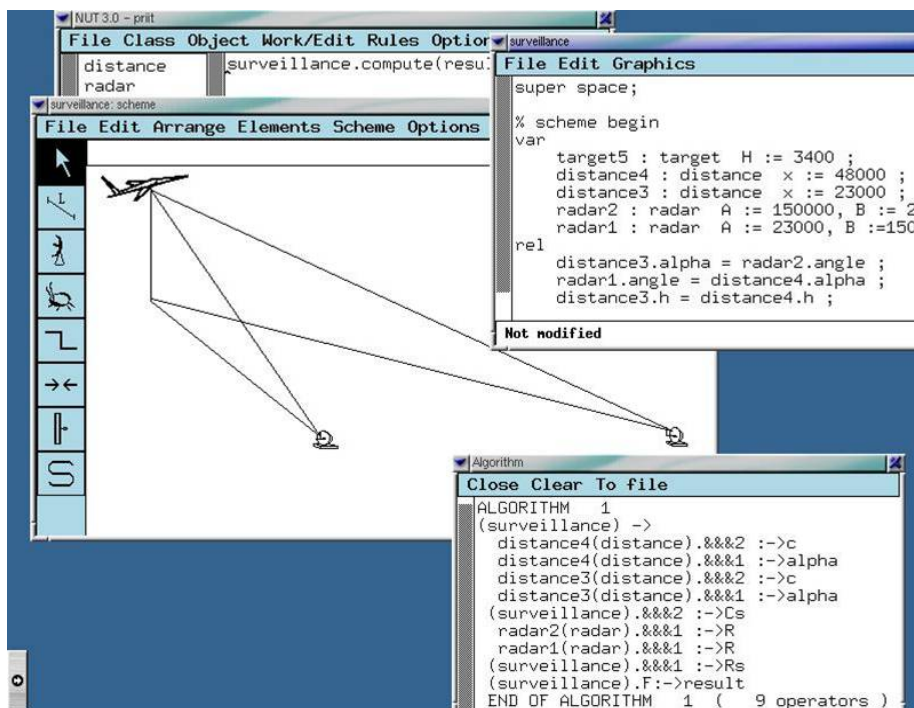 NUT 3.0 - priit
File Class Object Work/Edit Rules
distance
radar
surveillance.compute(
surveillance: scheme
File Edit Arrange Elements Scheme Options
L
surveillance
File Edit Graphics
super space;
% scheme begin
var
target5 : target H := 3400 ;
distance4 : distance x := 48000 ;
distance3 : distance x := 23000 ;
radar2 : radar A := 150000, B :=
radar1 : radar A := 23000, B :=
rel
distance3.alpha = radar2.angle ;
radar1.angle = distance4.alpha ;
distance3.h = distance4.h ;
Not modified
Algorithm
Close Clear To file
ALGORITHM 1
(surveillance) ->
distance4(distance).&&&2 :->c
distance4(distance).&&&1 :->alpha
distance3(distance).&&&2 :->c
distance3(distance).&&&1 :->alpha
(surveillance).&&&2 :->Cs
radar2(radar).&&&1 :->R
radar1(radar).&&&1 :->R
(surveillance).&&&1 :->Rs
(surveillance).F:->result
END OF ALGORITHM 1 ( 9 operators )